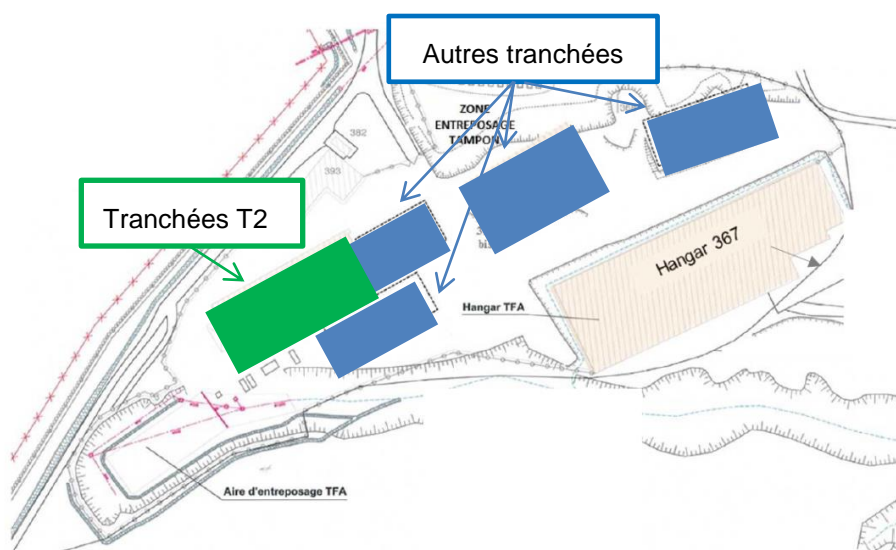 Autres tranchées
ZONE
ENTREPOSAGE
TAMPON
382
393
Tranchées T2
Hangar 367
Hangar TFA
Aire d'entreposage TFA